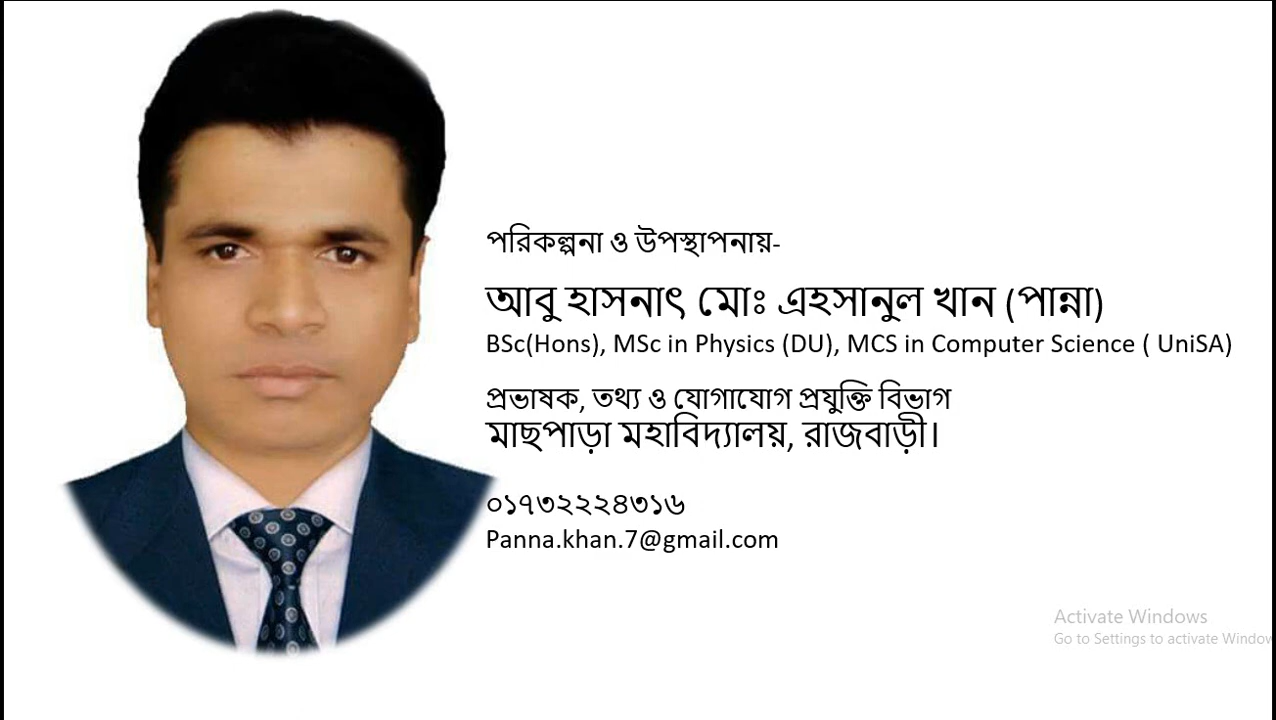 পরিকল্পনা ও উপস্থাপনায়-
আবু হাসনাৎ মোঃ এহসানুল খান (পান্না)
BSc(Hons), MSc in Physics (DU), MCS in Computer Science ( UniSA)
প্রভাষক, তথ্য ও যোগাযোগ প্রযুক্তি বিভাগ
মাছপাড়া মহাবিদ্যালয়, রাজবাড়ী।
০১৭৩২২২৪৩১৬
Panna.khan.7@gmail.com
Activate Windows
Go to Settings to activate Window